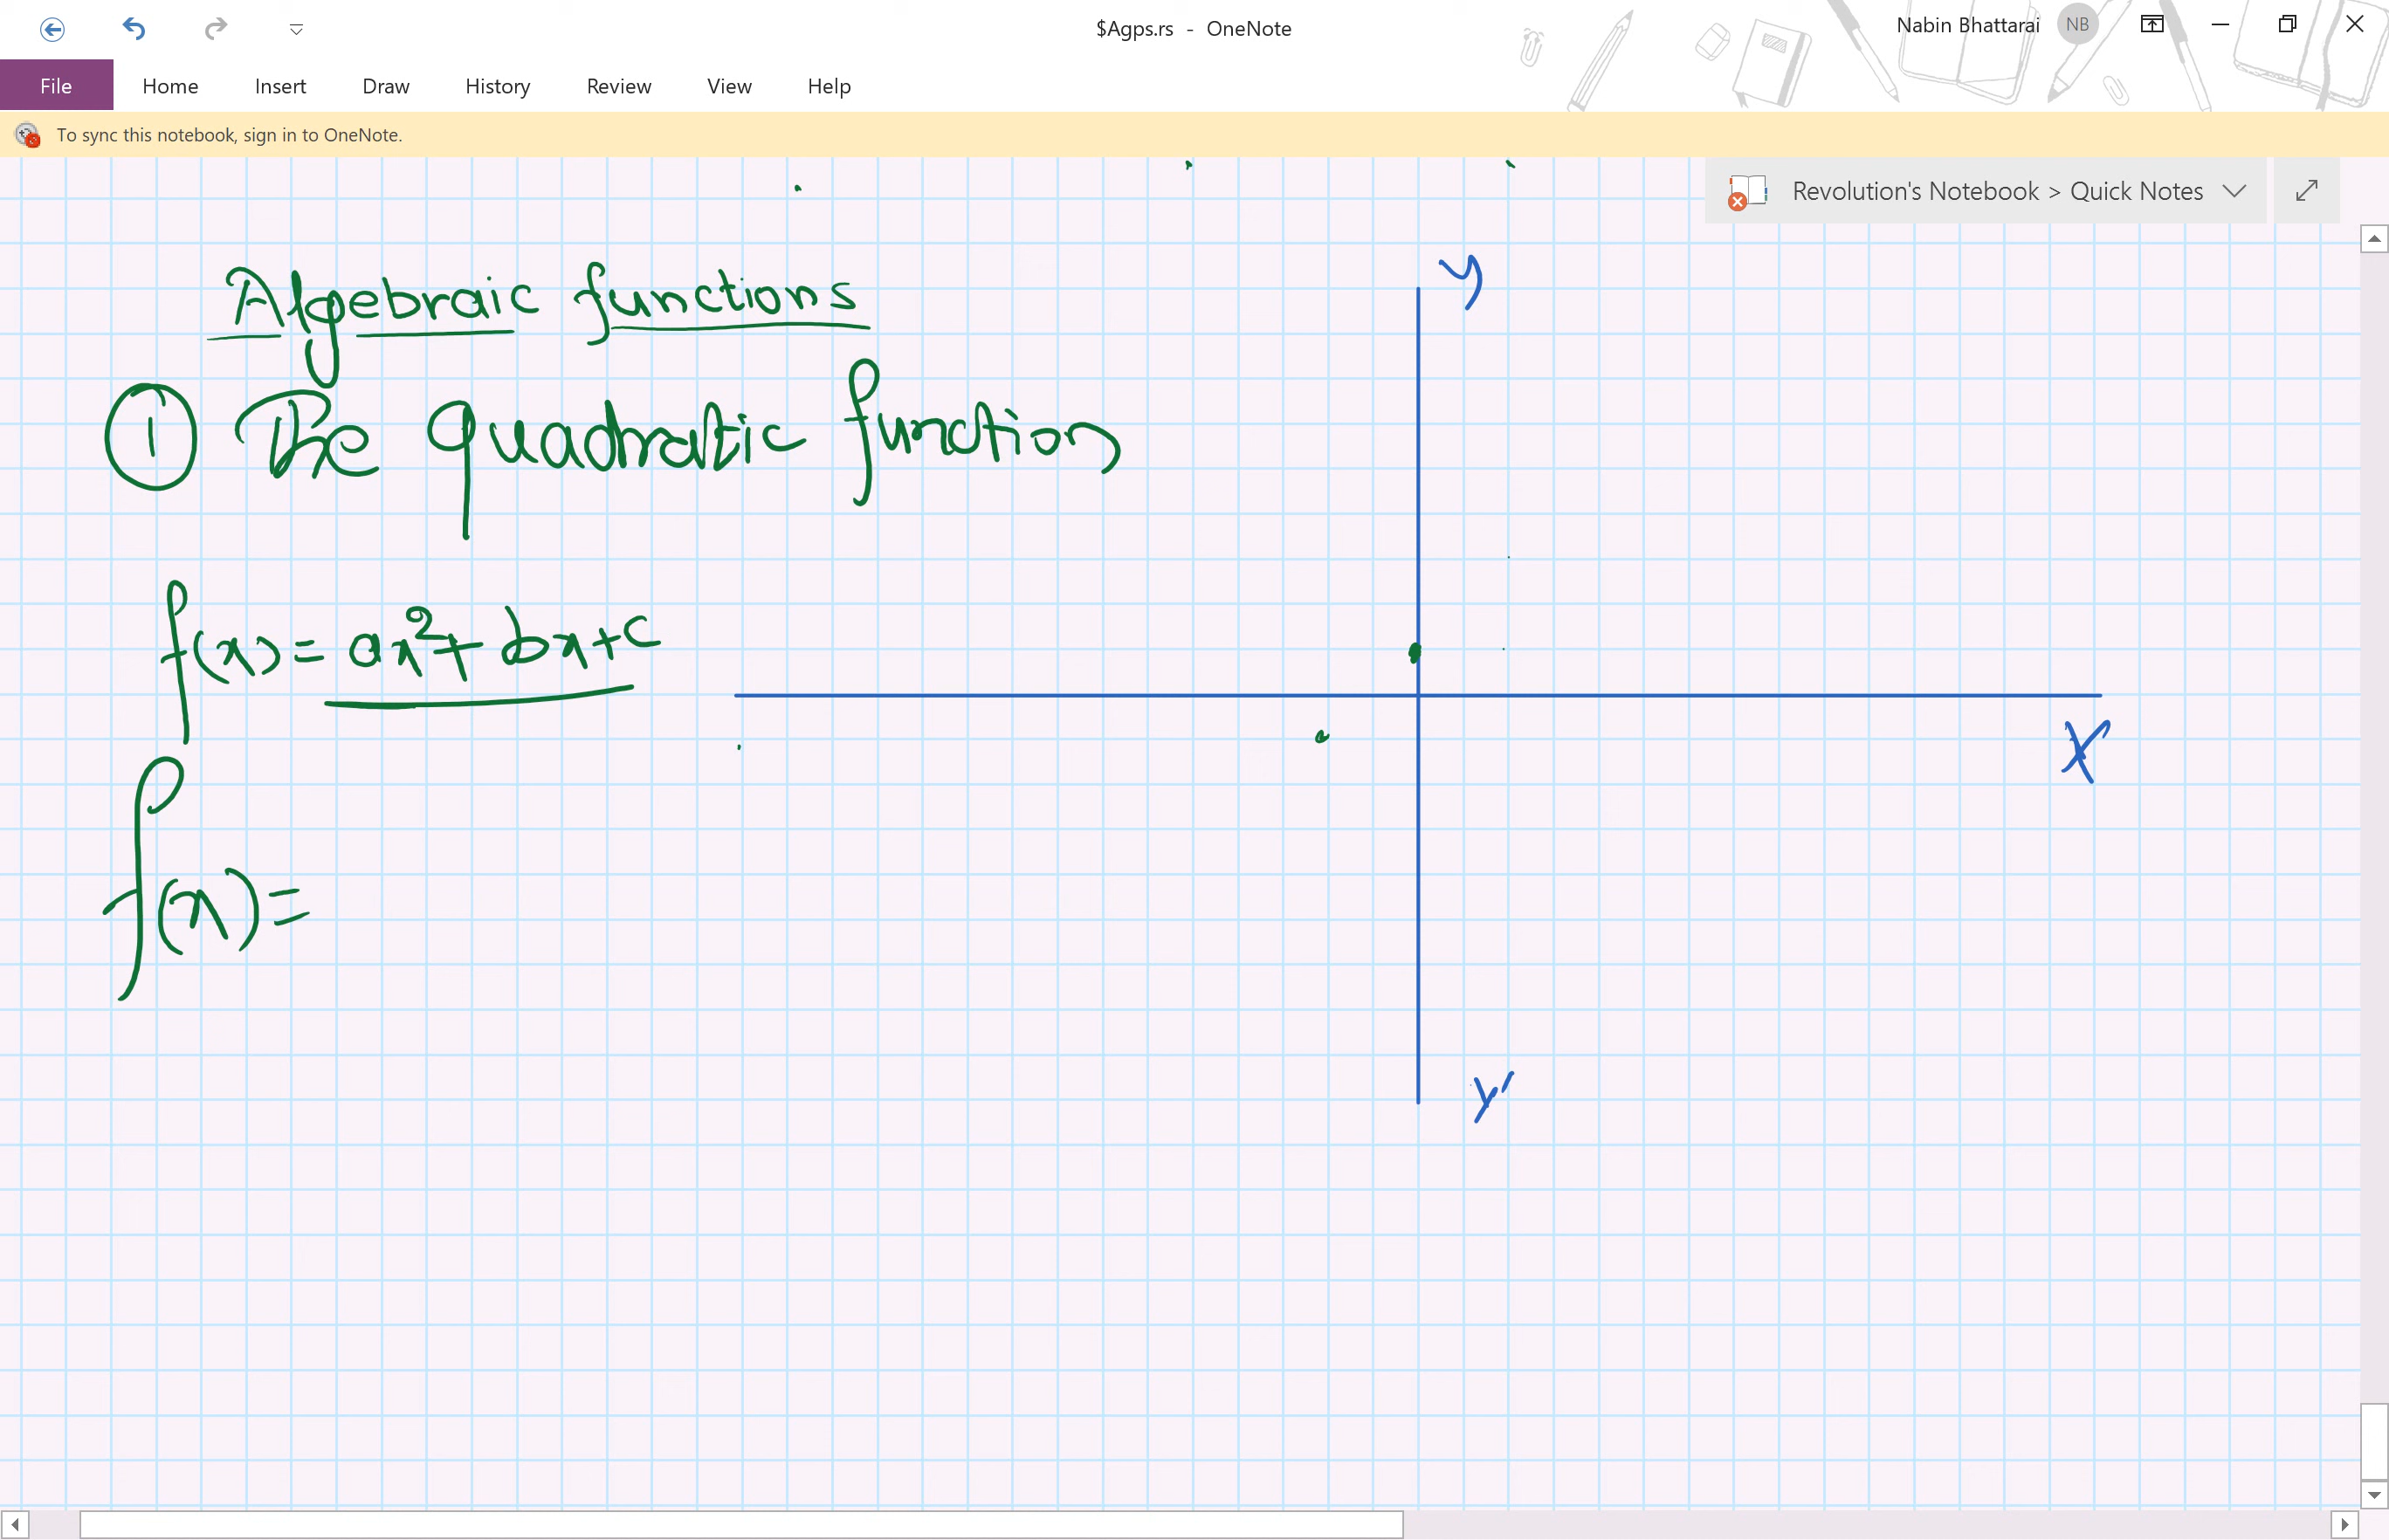 $Agps.rs - OneNote
Nabin Bhattarai NB
File Home Insert Draw History Review View Help
To sync this notebook, sign in to OneNote.
Revolution's Notebook > Quick Notes
Algebraic functions
① The quadratic function
f(x) = ax²+ bx+c
f(x) =
y
X
y'